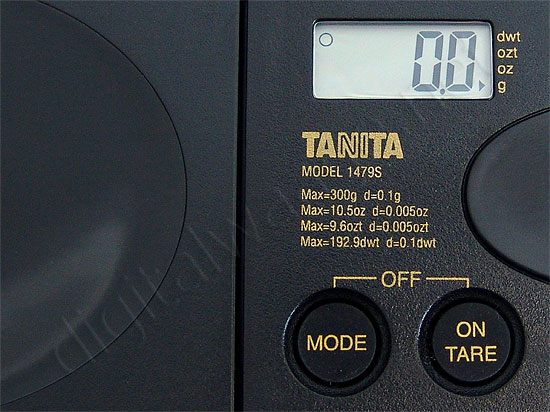 0.0
dwt
ozt
oz
g
TANITA
MODEL 1479S
Max=300g d=0.1g
Max=10.5oz d=0.005oz
Max=9.6ozt d=0.005ozt
Max=192.9dwt d=0.1dwt
OFF
MODE
ON
TARE